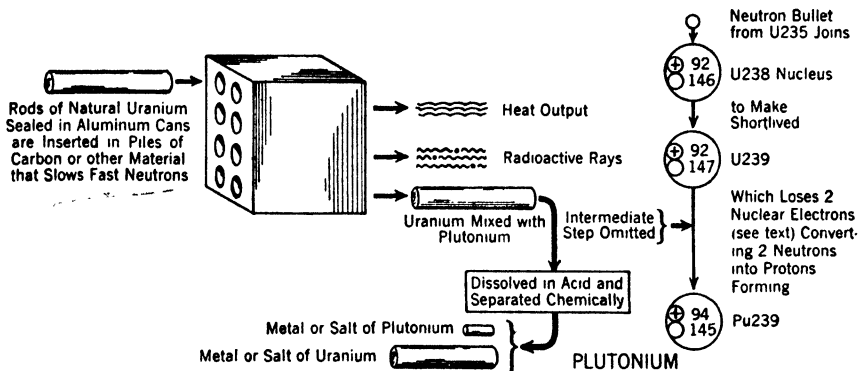 Rods of Natural Uranium
Sealed in Aluminum Cans
are Inserted in Piles of
Carbon or other Material
that Slows Fast Neutrons
Heat Output
Radioactive Rays
Uranium Mixed with
Plutonium
Intermediate
Step Omitted
Dissolved in Acid and
Separated Chemically
Metal or Salt of Plutonium
Metal or Salt of Uranium
PLUTONIUM
Neutron Bullet
from U235 Joins
+ 92
146
U238 Nucleus
to Make
Shortlived
+ 92
147
U239
Which Loses 2
Nuclear Electrons
(see text) Convert-
ing 2 Neutrons
into Protons
Forming
+ 94
145
Pu239